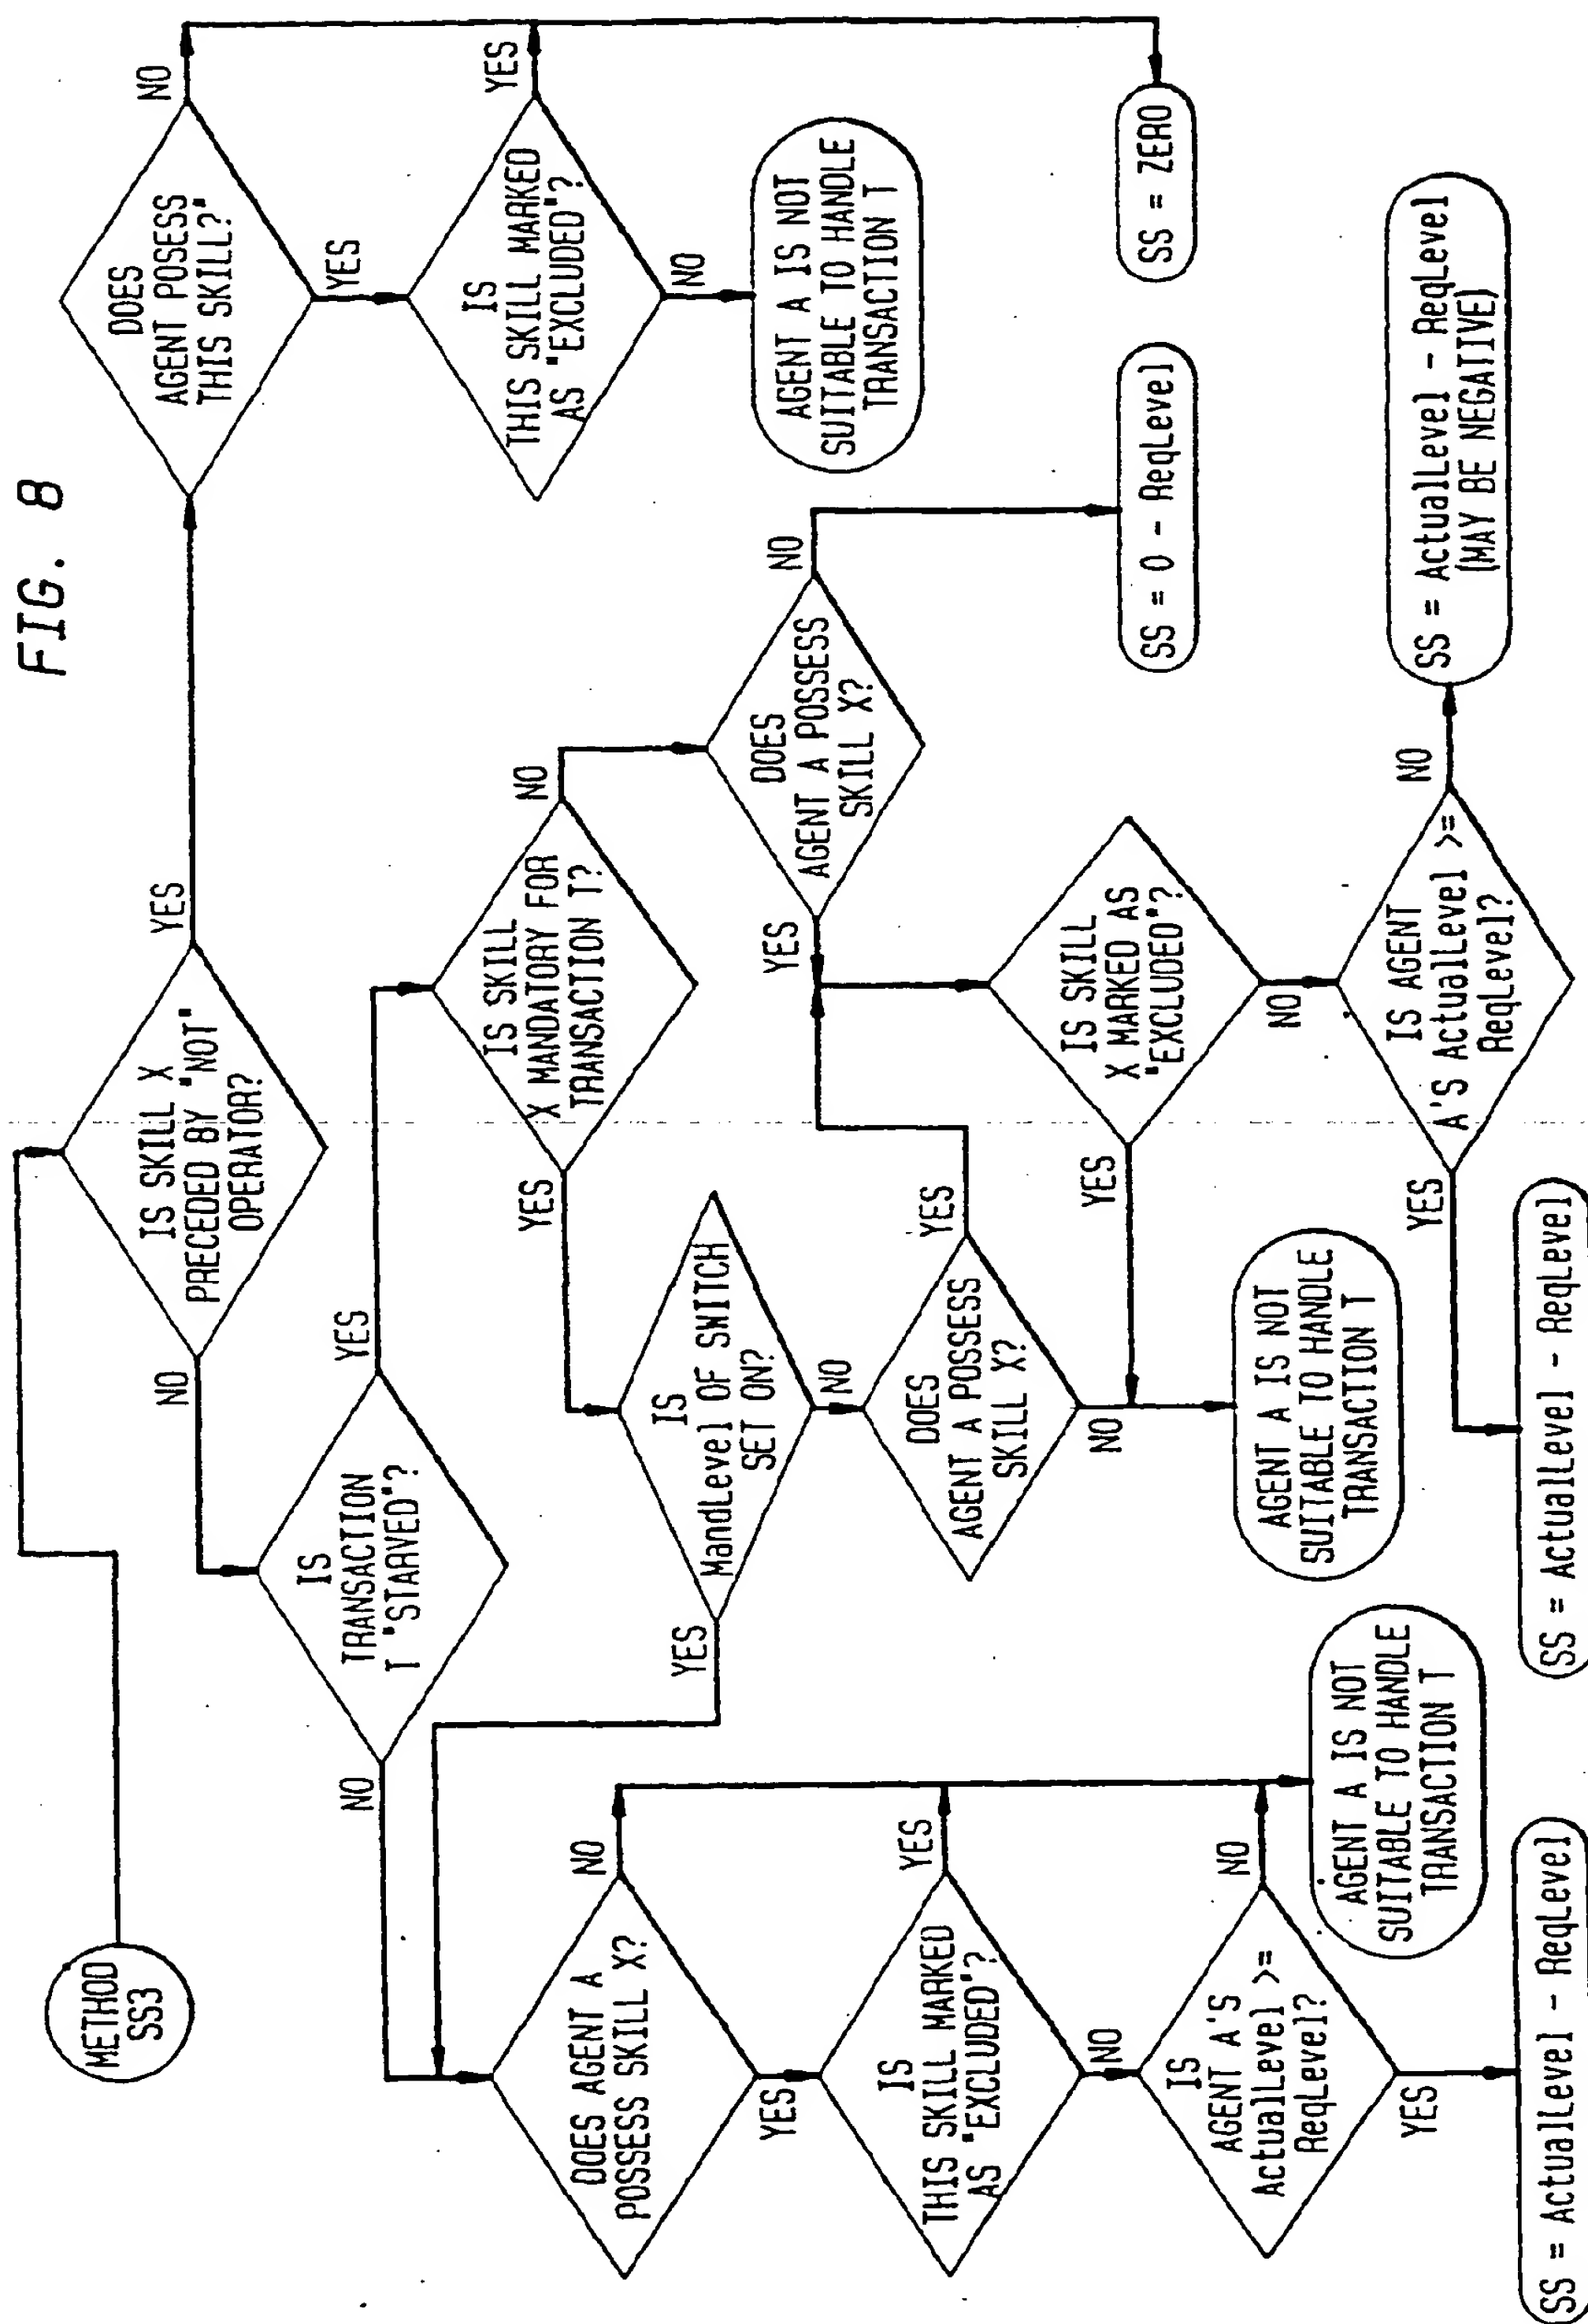 FIG. 8
METHOD
SS3
IS SKILL X
PRECEDED BY "NOT"
OPERATOR?
NO
YES
DOES
AGENT POSESS
THIS SKILL?"
NO
YES
IS
THIS SKILL MARKED
AS "EXCLUDED"?
YES
NO
AGENT A IS NOT
SUITABLE TO HANDLE
TRANSACTION T
SS = ZERO
IS
TRANSACTION
T "STARVED"?
NO
YES
IS SKILL
X MANDATORY FOR
TRANSACTION T?
YES
NO
IS
MandLevel OF SWITCH
SET ON?
YES
NO
DOES
AGENT A POSSESS
SKILL X?
YES
NO
SS = 0 - ReqLevel
DOES
AGENT A POSSESS
SKILL X?
YES
NO
IS SKILL
X MARKED AS
"EXCLUDED"?
YES
NO
AGENT A IS NOT
SUITABLE TO HANDLE
TRANSACTION T
IS AGENT
A'S ActualLevel >=
ReqLevel?
YES
NO
SS = ActualLevel - ReqLevel
(MAY BE NEGATIVE)
SS = ActualLevel - ReqLevel
DOES AGENT A
POSSESS SKILL X?
NO
YES
IS
THIS SKILL MARKED
AS "EXCLUDED"?
YES
NO
IS
AGENT A'S
ActualLevel >=
ReqLevel?
NO
YES
AGENT A IS NOT
SUITABLE TO HANDLE
TRANSACTION T
SS = ActualLevel - ReqLevel